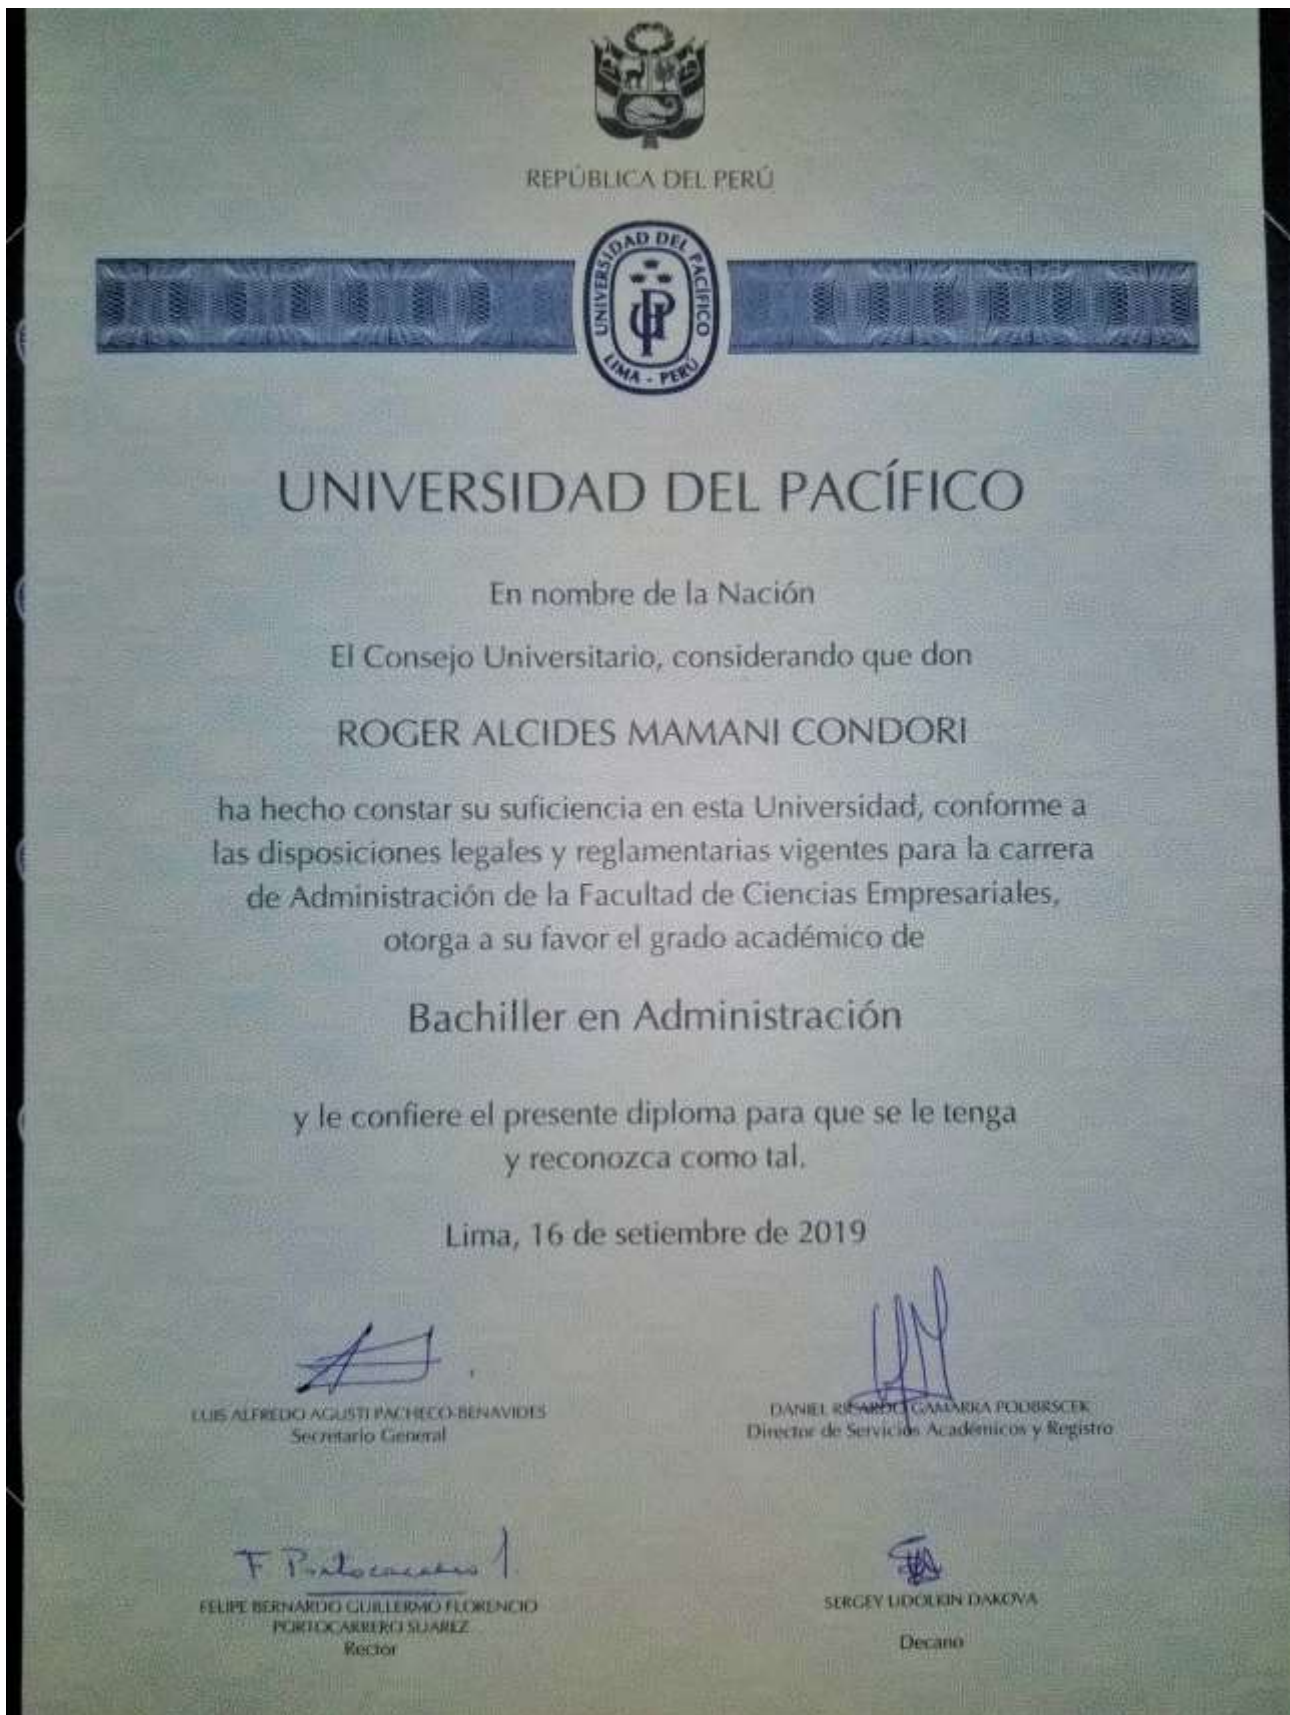 REPÚBLICA DEL PERÚ
UNIVERSIDAD DEL PACÍFICO
LIMA - PERÚ
UNIVERSIDAD DEL PACÍFICO
En nombre de la Nación
El Consejo Universitario, considerando que don
ROGER ALCIDES MAMANI CONDORI
ha hecho constar su suficiencia en esta Universidad, conforme a
las disposiciones legales y reglamentarias vigentes para la carrera
de Administración de la Facultad de Ciencias Empresariales,
otorga a su favor el grado académico de
Bachiller en Administración
y le confiere el presente diploma para que se le tenga
y reconozca como tal.
Lima, 16 de setiembre de 2019
LUIS ALFREDO AGUSTI PACHECO-BENAVIDES
Secretario General
DANIEL RICARDO GAMARRA PODBRSCEK
Director de Servicios Académicos y Registro
F Portocarrero S.
FELIPE BERNARDO GUILLERMO FLORENCIO
PORTOCARRERO SUAREZ
Rector
SERGEY UDOLKIN DAKOVA
Decano